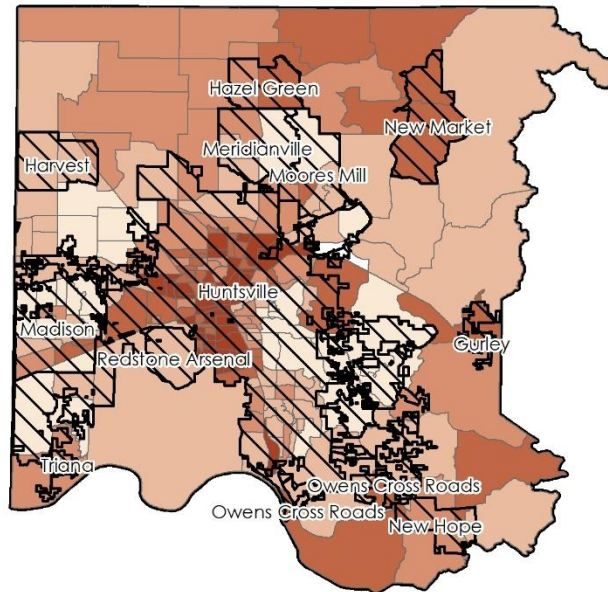 Hazel Green
New Market
Meridianville
Harvest
Moores Mill
Huntsville
Madison
Gurley
Redstone Arsenal
Triana
Owens Cross Roads
Owens Cross Roads
New Hope